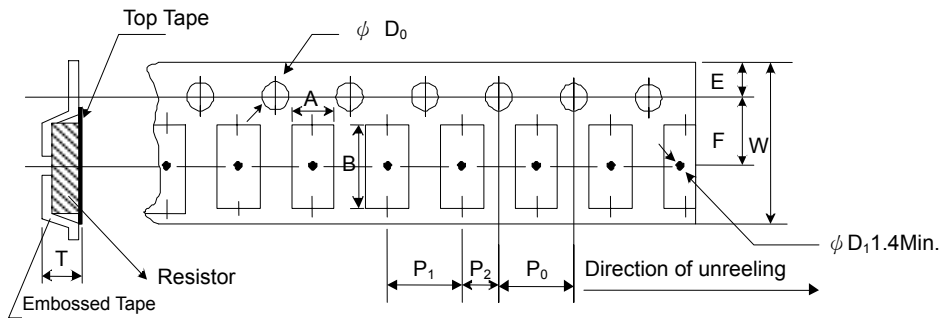 Top Tape
ψ D₀
A
E
F
W
B
T
Resistor
Embossed Tape
P₁
P₂
P₀
Direction of unreeling
ψ D₁ 1.4Min.